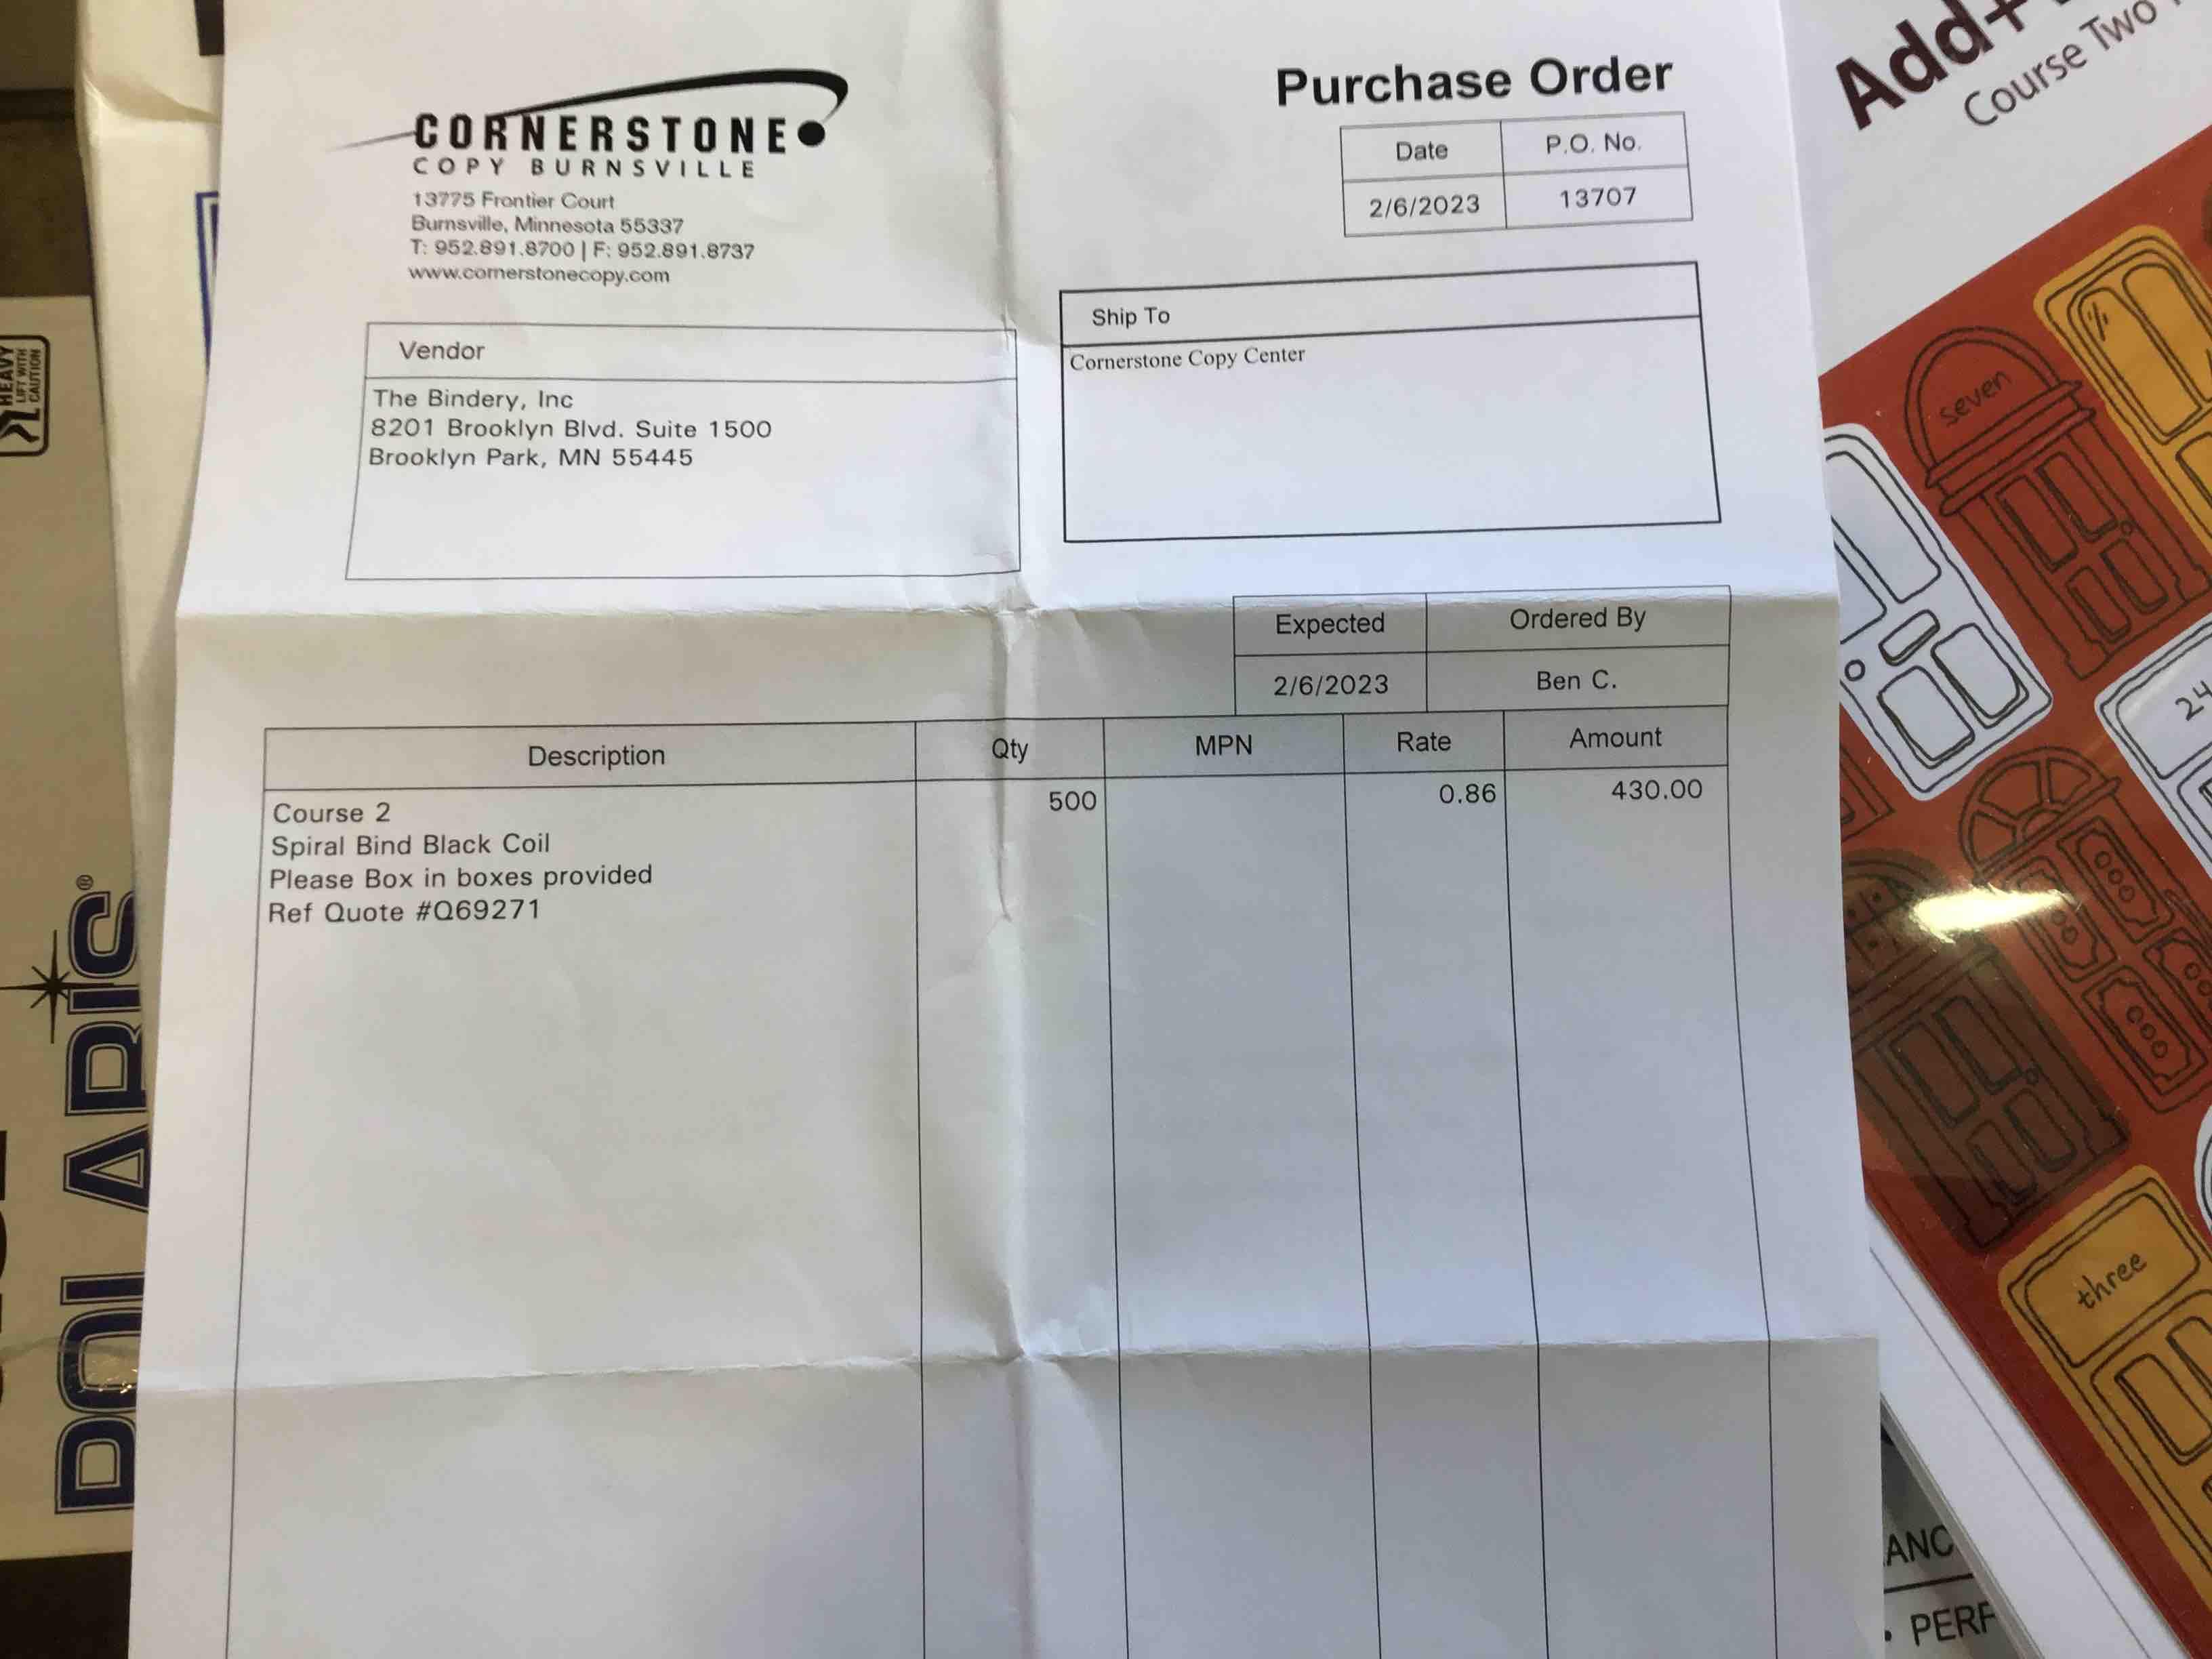 CORNERSTONE
COPY BURNSVILLE
13775 Frontier Court
Burnsville, Minnesota 55337
T: 952.891.8700 | F: 952.891.8737
www.cornerstonecopy.com
Purchase Order
Date P.O. No.
2/6/2023 13707
Vendor
The Bindery, Inc
8201 Brooklyn Blvd. Suite 1500
Brooklyn Park, MN 55445
Ship To
Cornerstone Copy Center
Expected Ordered By
2/6/2023 Ben C.
Description Qty MPN Rate Amount
Course 2 500 0.86 430.00
Spiral Bind Black Coil
Please Box in boxes provided
Ref Quote #Q69271
Add+
Course Two
seven
24
three
ANC
• PERF
HEAVY
LIFT WITH
CAUTION
POLARIS®